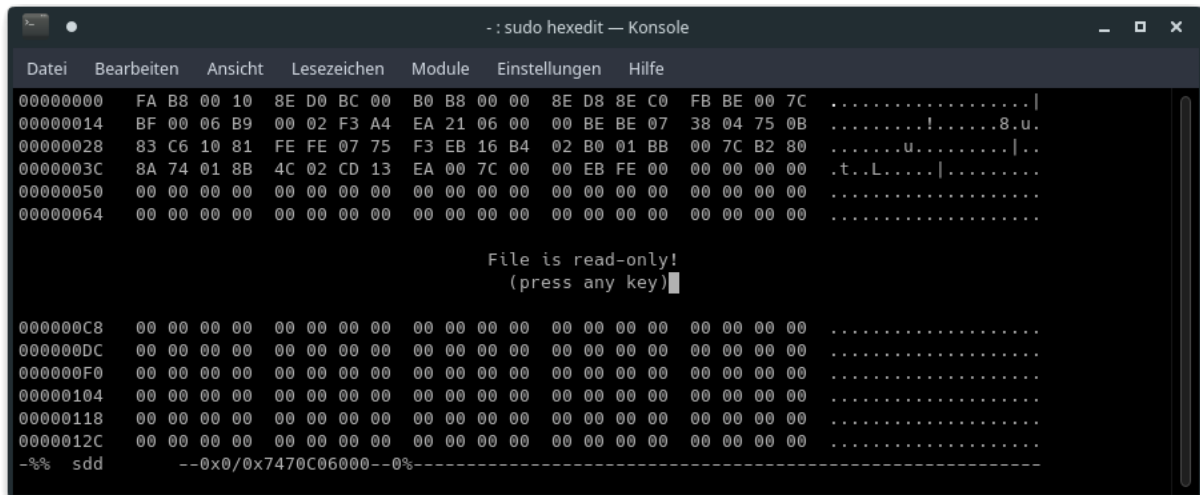 - : sudo hexedit — Konsole
Datei Bearbeiten Ansicht Lesezeichen Module Einstellungen Hilfe
00000000 FA B8 00 10 8E D0 BC 00 B0 B8 00 00 8E D8 8E C0 FB BE 00 7C ...................|
00000014 BF 00 06 B9 00 02 F3 A4 EA 21 06 00 00 BE BE 07 38 04 75 0B .........!......8.u.
00000028 83 C6 10 81 FE FE 07 75 F3 EB 16 B4 02 B0 01 BB 00 7C B2 80 .......u.........|..
0000003C 8A 74 01 8B 4C 02 CD 13 EA 00 7C 00 00 EB FE 00 00 00 00 00 .t..L.....|.........
00000050 00 00 00 00 00 00 00 00 00 00 00 00 00 00 00 00 00 00 00 00 ....................
00000064 00 00 00 00 00 00 00 00 00 00 00 00 00 00 00 00 00 00 00 00 ....................
File is read-only!
(press any key)
000000C8 00 00 00 00 00 00 00 00 00 00 00 00 00 00 00 00 00 00 00 00 ....................
000000DC 00 00 00 00 00 00 00 00 00 00 00 00 00 00 00 00 00 00 00 00 ....................
000000F0 00 00 00 00 00 00 00 00 00 00 00 00 00 00 00 00 00 00 00 00 ....................
00000104 00 00 00 00 00 00 00 00 00 00 00 00 00 00 00 00 00 00 00 00 ....................
00000118 00 00 00 00 00 00 00 00 00 00 00 00 00 00 00 00 00 00 00 00 ....................
0000012C 00 00 00 00 00 00 00 00 00 00 00 00 00 00 00 00 00 00 00 00 ....................
-%% sdd --0x0/0x7470C06000--0%------------------------------------------------------------